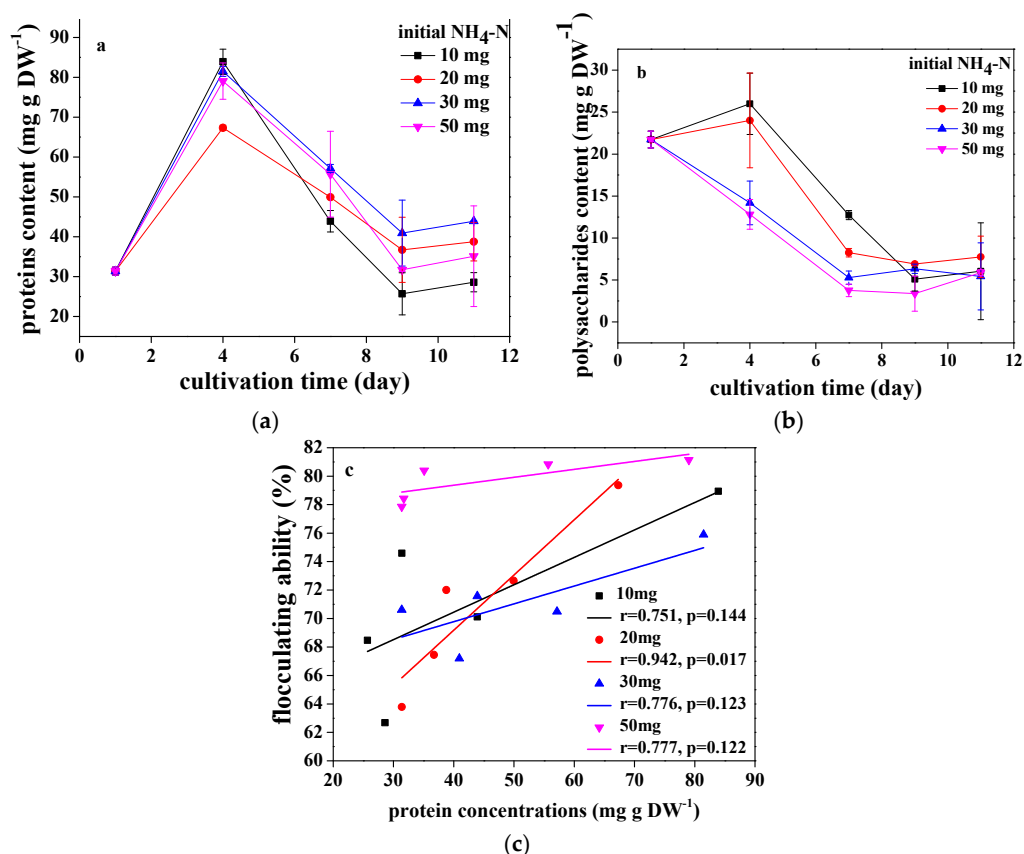 a
initial NH4-N
10 mg
20 mg
30 mg
50 mg
proteins content (mg g DW-1)
90
80
70
60
50
40
30
20
0 2 4 6 8 10 12
cultivation time (day)
(a)
b
initial NH4-N
10 mg
20 mg
30 mg
50 mg
polysaccharides content (mg g DW-1)
30
25
20
15
10
5
0
0 2 4 6 8 10 12
cultivation time (day)
(b)
c
flocculating ability (%)
82
80
78
76
74
72
70
68
66
64
62
60
10mg
r=0.751, p=0.144
20mg
r=0.942, p=0.017
30mg
r=0.776, p=0.123
50mg
r=0.777, p=0.122
20 30 40 50 60 70 80 90
protein concentrations (mg g DW-1)
(c)